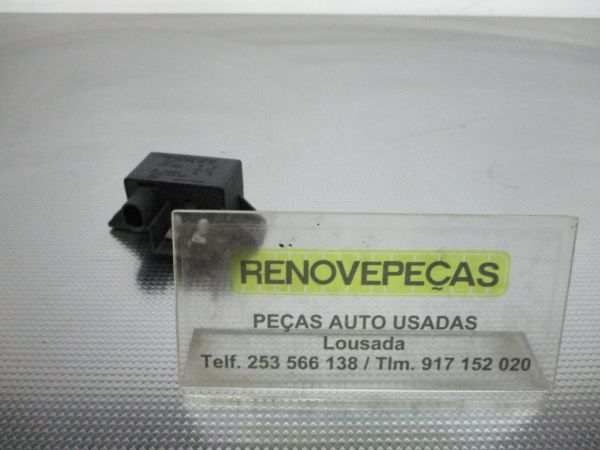 RENOVEPEÇAS
PEÇAS AUTO USADAS
Lousada
Telf. 253 566 138 / Tlm. 917 152 020